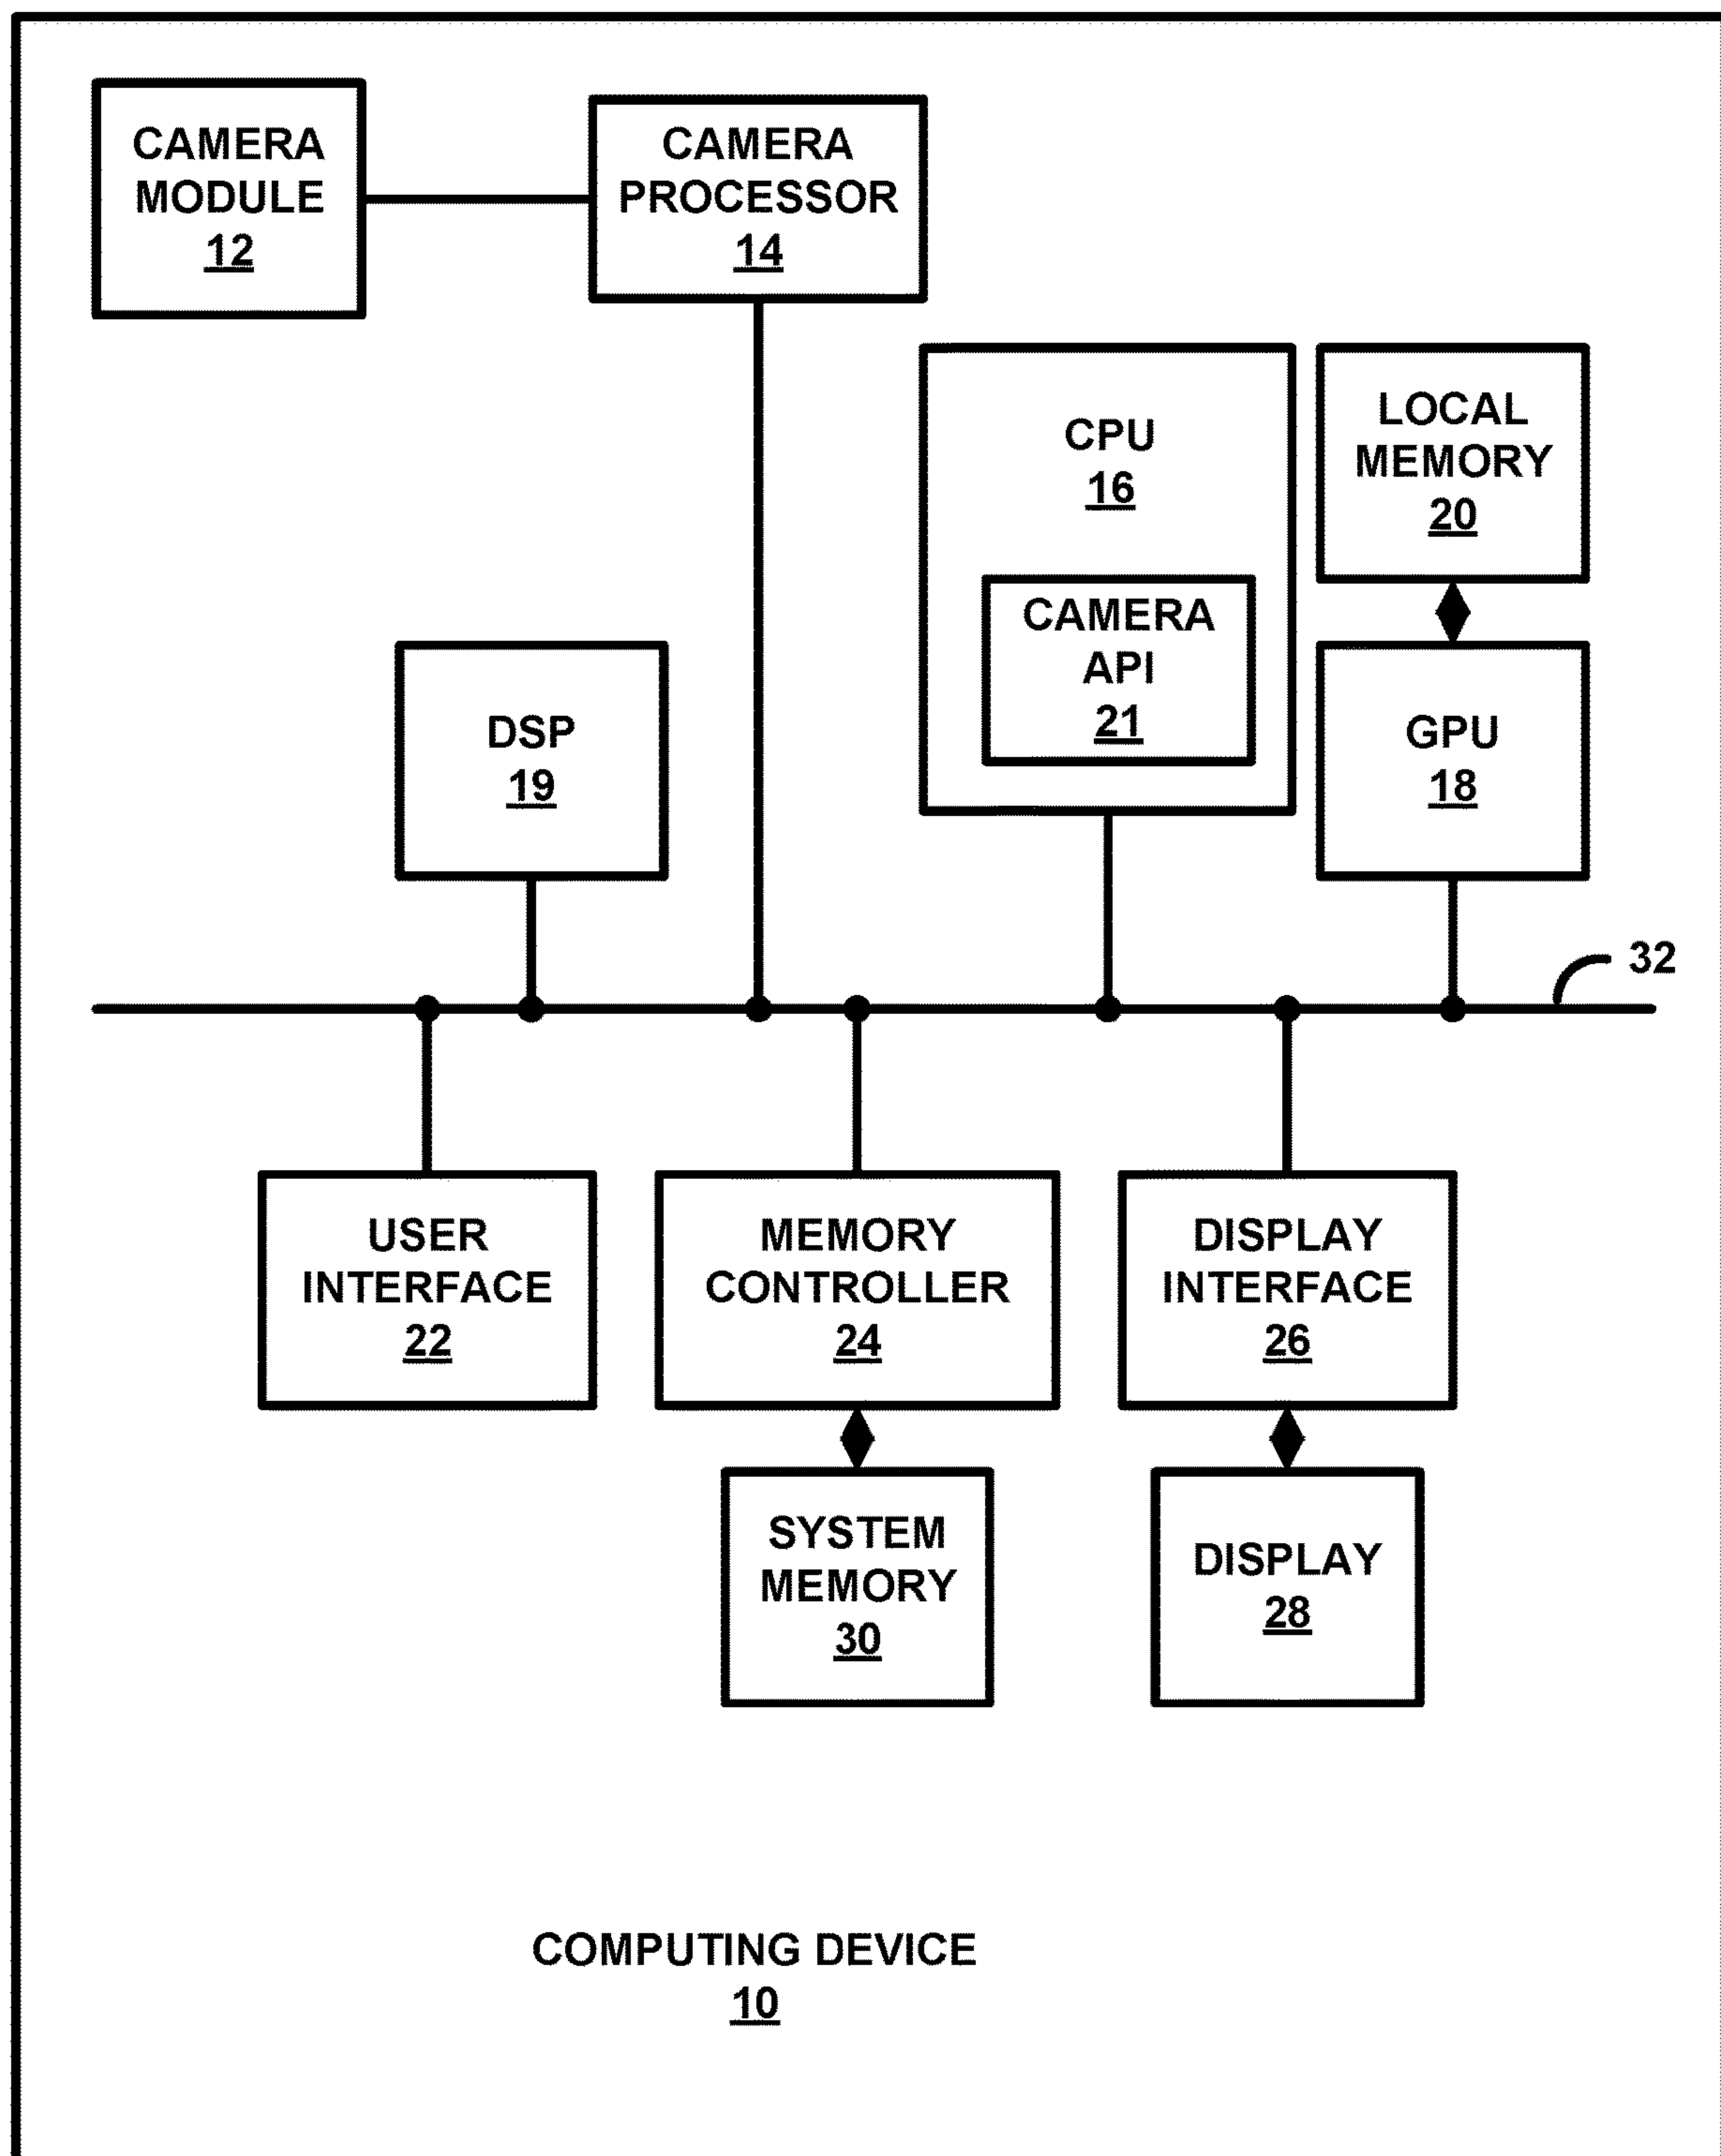 CAMERA
MODULE
12
CAMERA
PROCESSOR
14
CPU
16
CAMERA
API
21
LOCAL
MEMORY
20
DSP
19
GPU
18
32
USER
INTERFACE
22
MEMORY
CONTROLLER
24
DISPLAY
INTERFACE
26
SYSTEM
MEMORY
30
DISPLAY
28
COMPUTING DEVICE
10